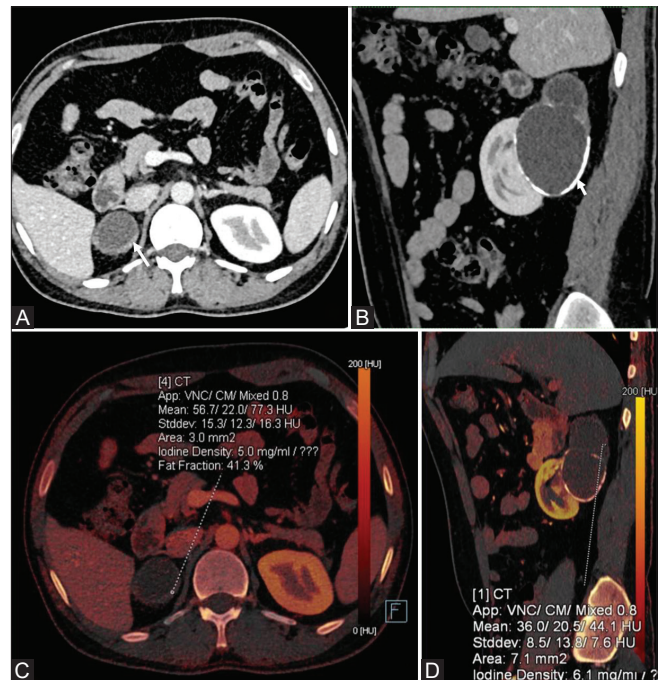 A
B
200 [HU]
[4] CT
App: VNC/ CM/ Mixed 0.8
Mean: 56.7/ 22.0/ 77.3 HU
Stddev: 15.3/ 12.3/ 16.3 HU
Area: 3.0 mm2
Iodine Density: 5.0 mg/ml / ???
Fat Fraction: 41.3 %
F
0 [HU]
C
200 [HU]
[1] CT
App: VNC/ CM/ Mixed 0.8
Mean: 36.0/ 20.5/ 44.1 HU
Stddev: 8.5/ 13.8/ 7.6 HU
Area: 7.1 mm2
Iodine Density: 6.1 mg/ml / ?
D